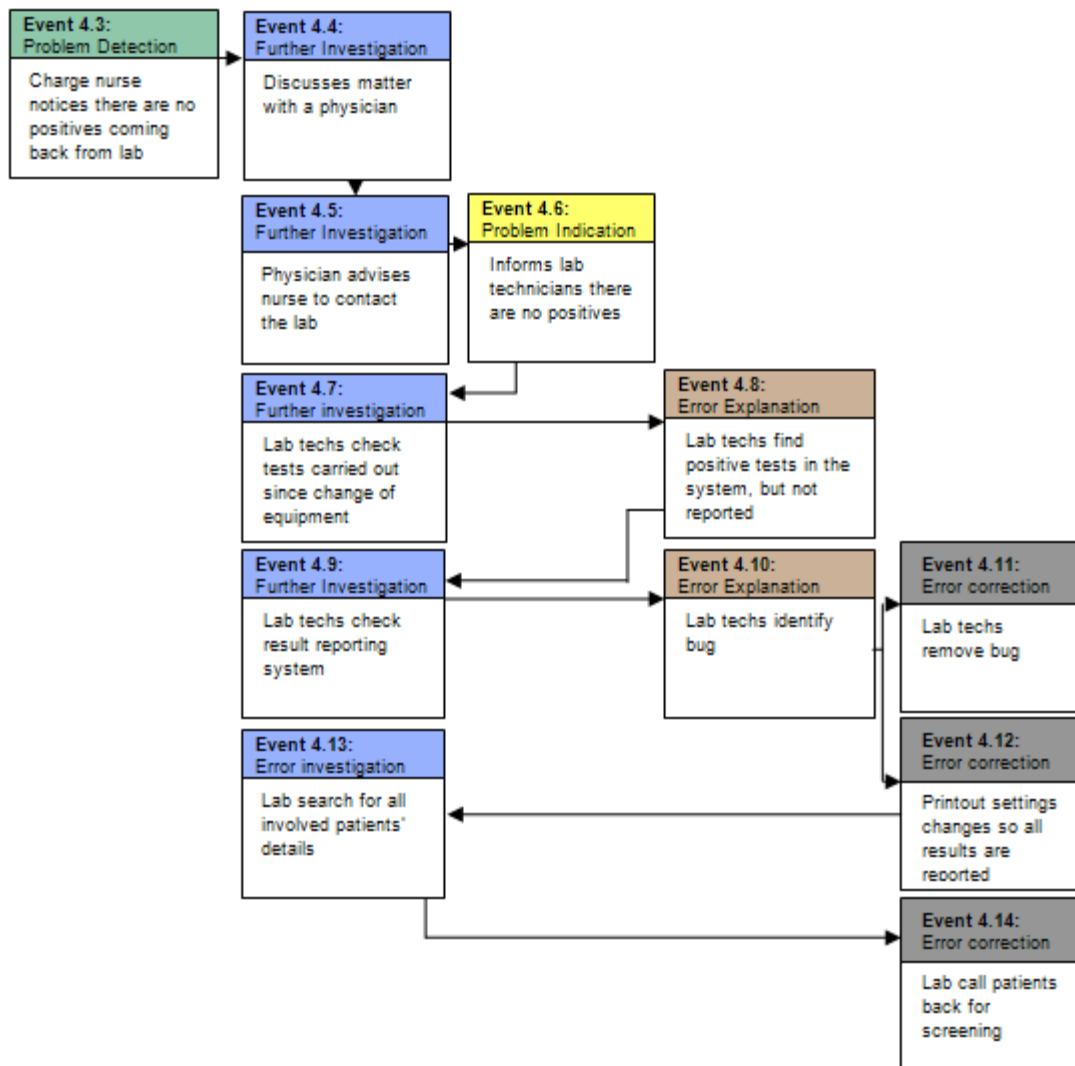 Event 4.3:
Problem Detection
Charge nurse
notices there are no
positives coming
back from lab
Event 4.4:
Further Investigation
Discusses matter
with a physician
Event 4.5:
Further Investigation
Physician advises
nurse to contact
the lab
Event 4.6:
Problem Indication
Informs lab
technicians there
are no positives
Event 4.7:
Further investigation
Lab techs check
tests carried out
since change of
equipment
Event 4.8:
Error Explanation
Lab techs find
positive tests in the
system, but not
reported
Event 4.9:
Further Investigation
Lab techs check
result reporting
system
Event 4.10:
Error Explanation
Lab techs identify
bug
Event 4.11:
Error correction
Lab techs
remove bug
Event 4.12:
Error correction
Printout settings
changes so all
results are
reported
Event 4.13:
Error investigation
Lab search for all
involved patients'
details
Event 4.14:
Error correction
Lab call patients
back for
screening